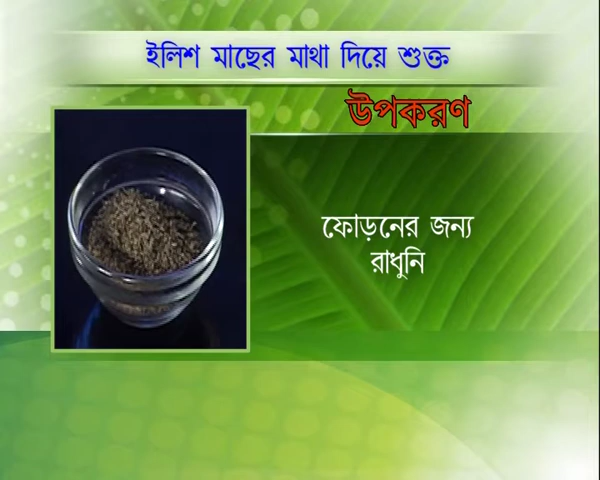 ইলিশ মাছের মাথা দিয়ে শুক্ত
উপকরণ
ফোড়নের জন্য
রাধুনি